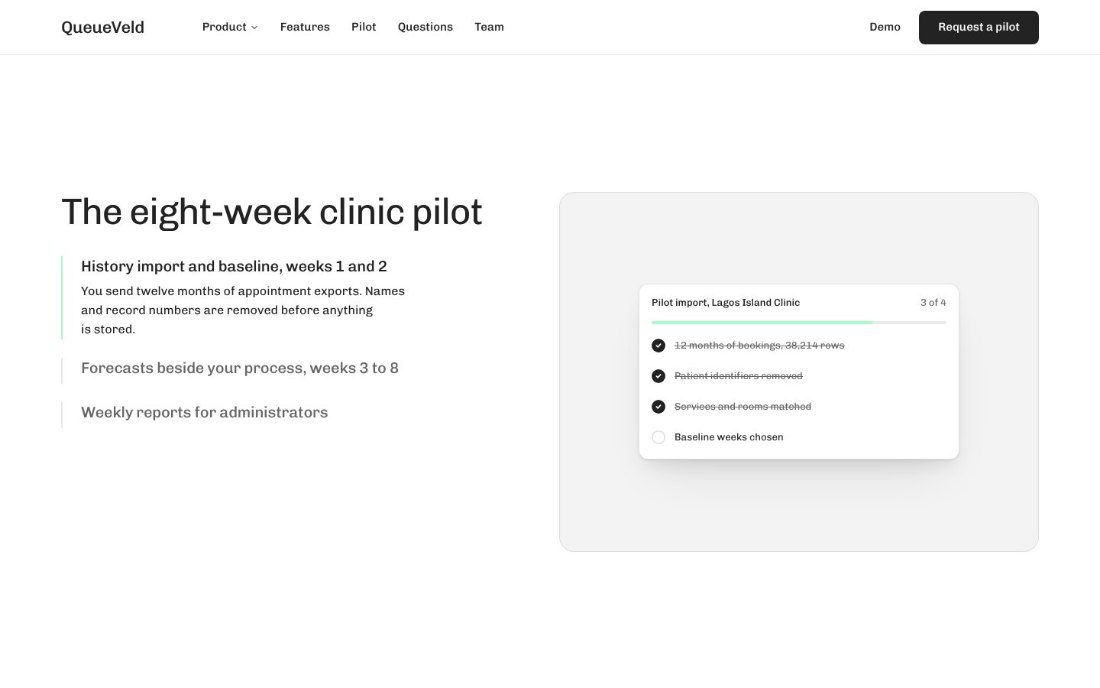 QueueVeld
Product
Features
Pilot
Questions
Team
Demo
Request a pilot
The eight-week clinic pilot
History import and baseline, weeks 1 and 2
You send twelve months of appointment exports. Names
and record numbers are removed before anything
is stored.
Forecasts beside your process, weeks 3 to 8
Weekly reports for administrators
Pilot import, Lagos Island Clinic
3 of 4
12 months of bookings, 38,214 rows
Patient identifiers removed
Services and rooms matched
Baseline weeks chosen